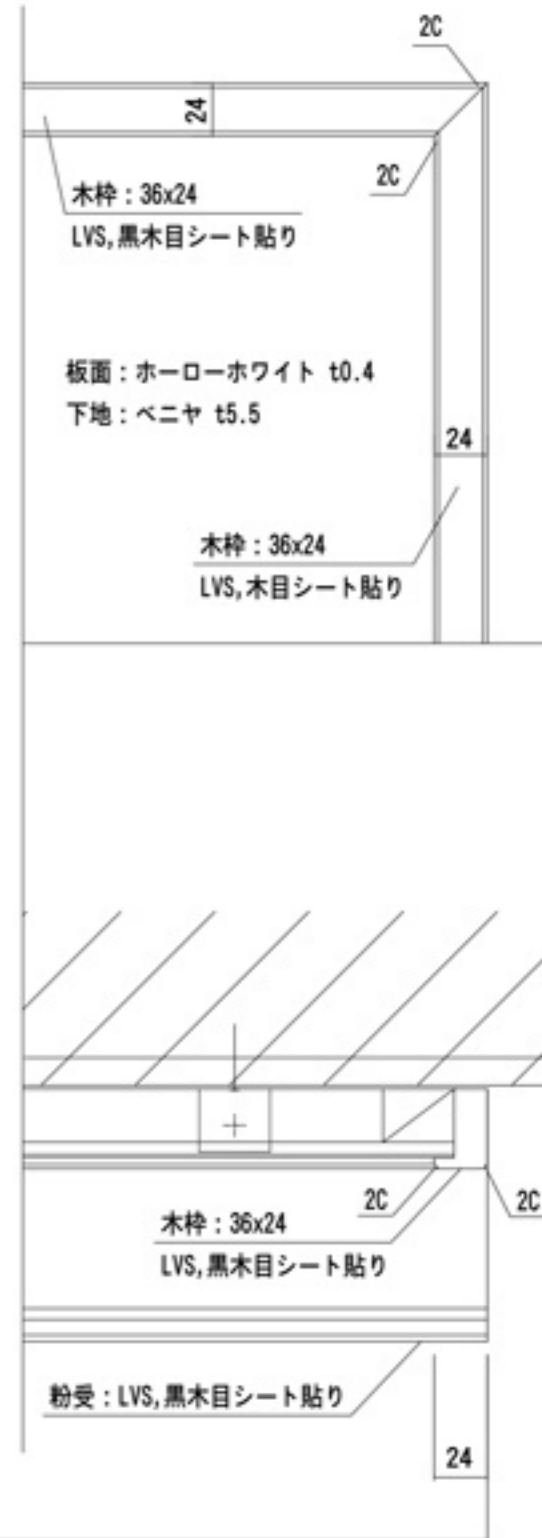 2C
24
2C
木枠：36x24
LVS,黒木目シート貼り
板面：ホーローホワイト t0.4
下地：ベニヤ t5.5
24
木枠：36x24
LVS,木目シート貼り
2C
2C
木枠：36x24
LVS,黒木目シート貼り
粉受：LVS,黒木目シート貼り
24